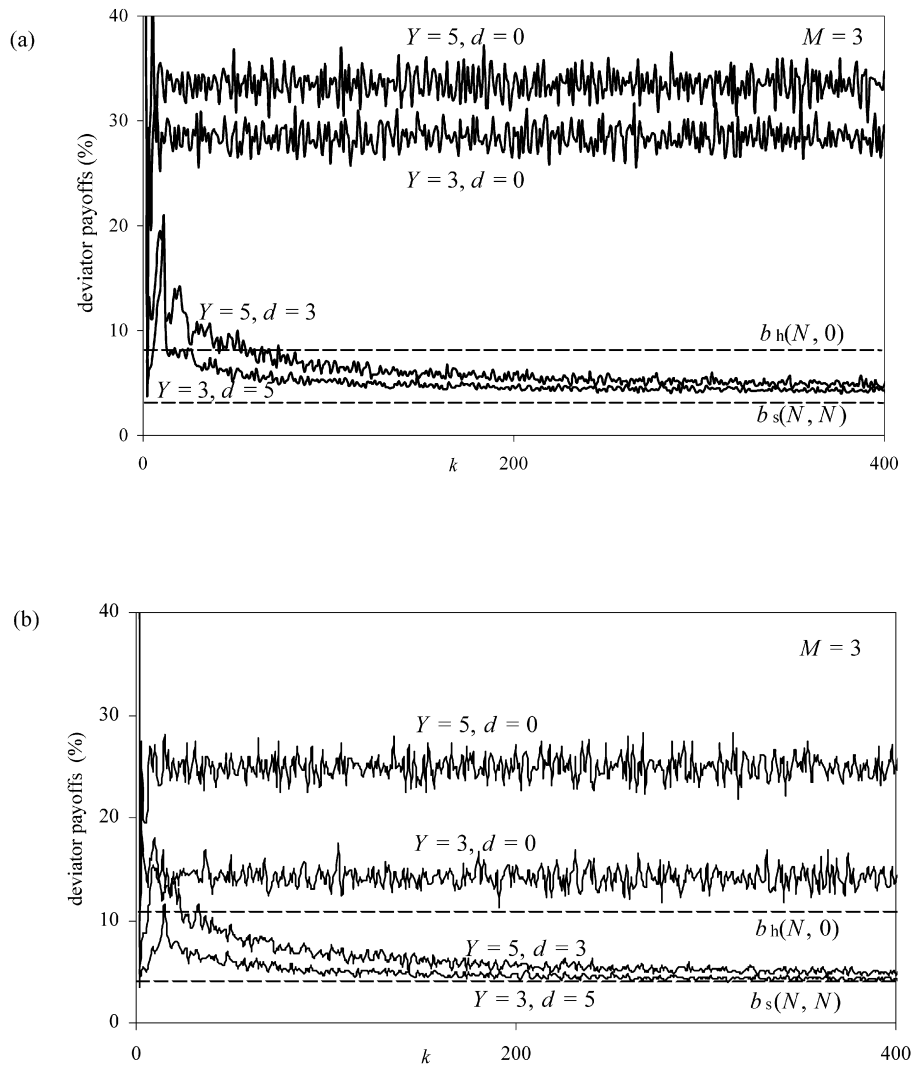 (a)
Y = 5, d = 0
M = 3
40
30
20
10
0
deviator payoffs (%)
Y = 3, d = 0
Y = 5, d = 3
bh(N, 0)
Y = 3, d = 5
bs(N, N)
0
k
200
400
(b)
M = 3
40
30
20
10
0
deviator payoffs (%)
Y = 5, d = 0
Y = 3, d = 0
bh(N, 0)
Y = 5, d = 3
Y = 3, d = 5
bs(N, N)
0
k
200
400